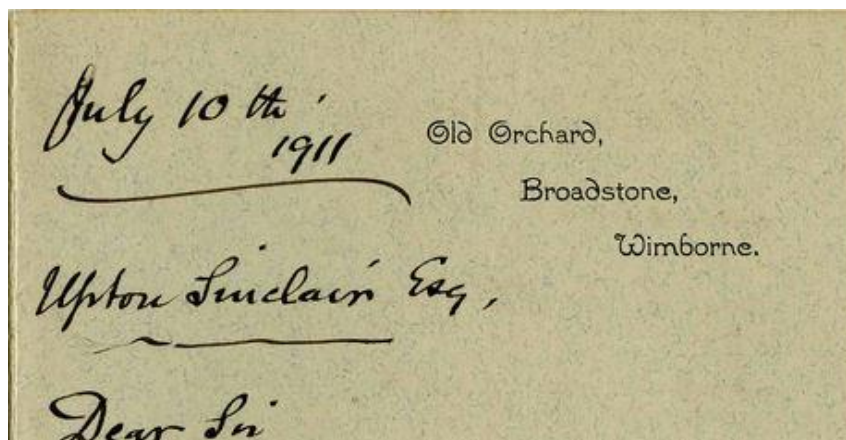 July 10th.
1911
Old Orchard,
Broadstone,
Wimborne.
Upton Sinclair Esq,
Dear Sir